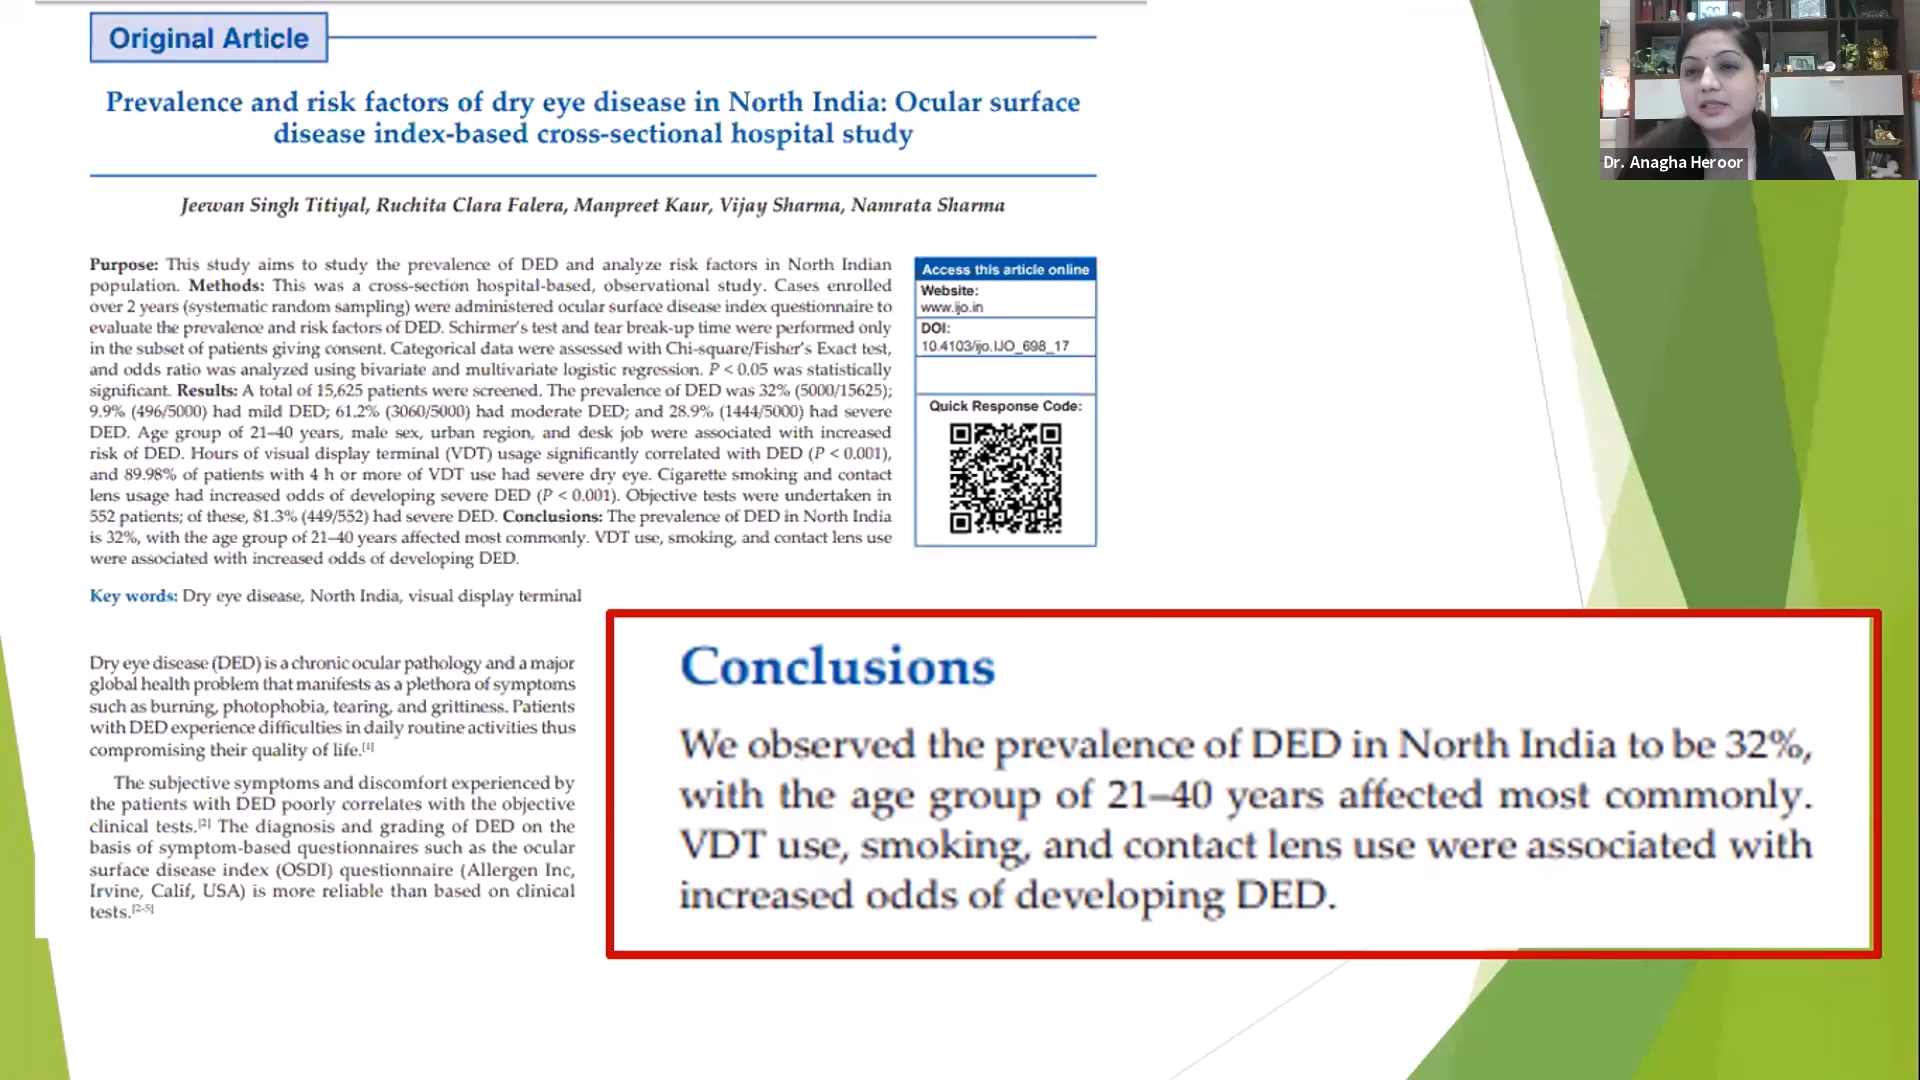 Original Article
Prevalence and risk factors of dry eye disease in North India: Ocular surface
disease index-based cross-sectional hospital study
Jeewan Singh Titiyal, Ruchita Clara Falera, Manpreet Kaur, Vijay Sharma, Namrata Sharma
Purpose: This study aims to study the prevalence of DED and analyze risk factors in North Indian
population. Methods: This was a cross-section hospital-based, observational study. Cases enrolled
over 2 years (systematic random sampling) were administered ocular surface disease index questionnaire to
evaluate the prevalence and risk factors of DED. Schirmer's test and tear break-up time were performed only
in the subset of patients giving consent. Categorical data were assessed with Chi-square/Fisher's Exact test,
and odds ratio was analyzed using bivariate and multivariate logistic regression. P < 0.05 was statistically
significant. Results: A total of 15,625 patients were screened. The prevalence of DED was 32% (5000/15625);
9.9% (496/5000) had mild DED; 61.2% (3060/5000) had moderate DED; and 28.9% (1444/5000) had severe
DED. Age group of 21–40 years, male sex, urban region, and desk job were associated with increased
risk of DED. Hours of visual display terminal (VDT) usage significantly correlated with DED (P < 0.001),
and 89.98% of patients with 4 h or more of VDT use had severe dry eye. Cigarette smoking and contact
lens usage had increased odds of developing severe DED (P < 0.001). Objective tests were undertaken in
552 patients; of these, 81.3% (449/552) had severe DED. Conclusions: The prevalence of DED in North India
is 32%, with the age group of 21–40 years affected most commonly. VDT use, smoking, and contact lens use
were associated with increased odds of developing DED.
Key words: Dry eye disease, North India, visual display terminal
Access this article online
Website:
www.ijo.in
DOI:
10.4103/ijo.IJO_698_17
Quick Response Code:
Dry eye disease (DED) is a chronic ocular pathology and a major
global health problem that manifests as a plethora of symptoms
such as burning, photophobia, tearing, and grittiness. Patients
with DED experience difficulties in daily routine activities thus
compromising their quality of life.[1]
The subjective symptoms and discomfort experienced by
the patients with DED poorly correlates with the objective
clinical tests.[2] The diagnosis and grading of DED on the
basis of symptom-based questionnaires such as the ocular
surface disease index (OSDI) questionnaire (Allergen Inc,
Irvine, Calif, USA) is more reliable than based on clinical
tests.[2-5]
Conclusions
We observed the prevalence of DED in North India to be 32%,
with the age group of 21–40 years affected most commonly.
VDT use, smoking, and contact lens use were associated with
increased odds of developing DED.
Dr. Anagha Heroor